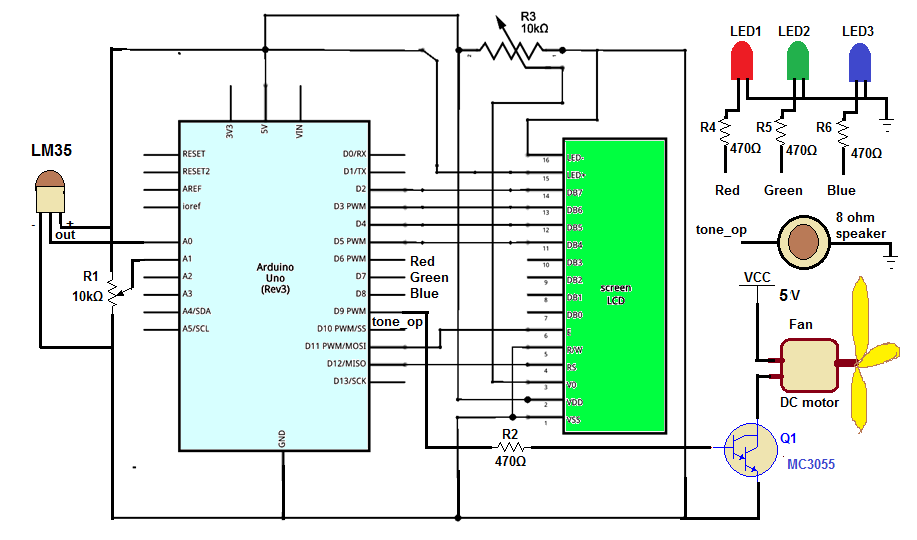 R3
10kΩ
2
1
LED1 LED2 LED3
R4 470Ω R5 470Ω R6 470Ω
Red Green Blue
3V3 5V VIN
LM35
- out +
R1
10kΩ
RESET
RESET2
AREF
ioref
A0
A1
A2
A3
A4/SDA
A5/SCL
Arduino
Uno
(Rev3)
GND
D0/RX
D1/TX
D2
D3 PWM
D4
D5 PWM
D6 PWM Red
D7 Green
D8 Blue
D9 PWM
D10 PWM/SS tone_op
D11 PWM/MOSI
D12/MISO
D13/SCK
16 LED-
15 LED+
14 DB7
13 DB6
12 DB5
11 DB4
10 DB3
9 DB2
8 DB1
7 DB0
6 E
5 R/W
4 RS
3 V0
2 VDD
1 VSS
screen
LCD
tone_op
8 ohm
speaker
VCC
5V
Fan
DC motor
R2
470Ω
Q1
MC3055